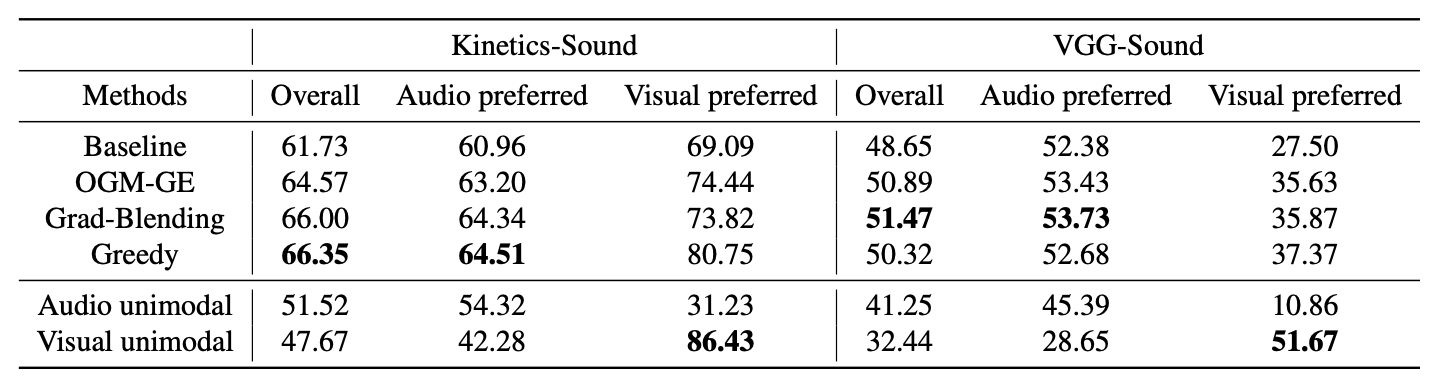 Kinetics-Sound VGG-Sound
Methods Overall Audio preferred Visual preferred Overall Audio preferred Visual preferred
Baseline 61.73 60.96 69.09 48.65 52.38 27.50
OGM-GE 64.57 63.20 74.44 50.89 53.43 35.63
Grad-Blending 66.00 64.34 73.82 51.47 53.73 35.87
Greedy 66.35 64.51 80.75 50.32 52.68 37.37
Audio unimodal 51.52 54.32 31.23 41.25 45.39 10.86
Visual unimodal 47.67 42.28 86.43 32.44 28.65 51.67